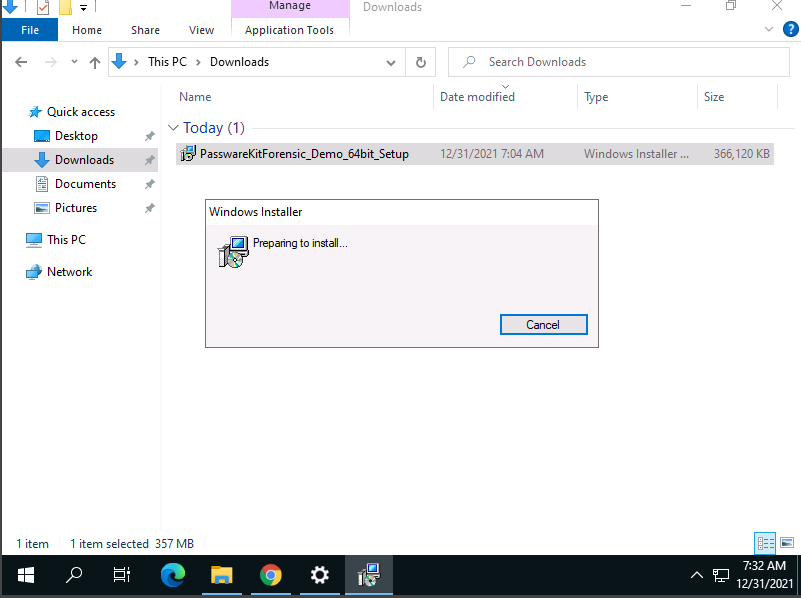 Manage
Downloads
File
Home
Share
View
Application Tools
This PC
Downloads
Search Downloads
Name
Date modified
Type
Size
Quick access
Desktop
Downloads
Documents
Pictures
This PC
Network
Today (1)
PasswareKitForensic_Demo_64bit_Setup 12/31/2021 7:04 AM Windows Installer ... 366,120 KB
Windows Installer
Preparing to install...
Cancel
1 item 1 item selected 357 MB
7:32 AM
12/31/2021